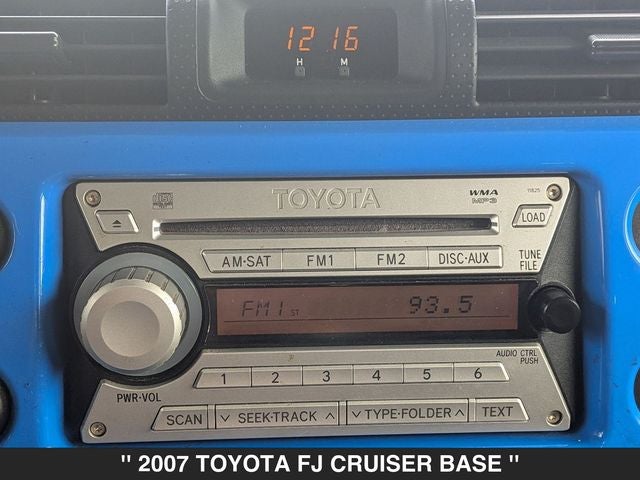 12:16
H M
TOYOTA
WMA
MP3
11825
LOAD
AM·SAT FM1 FM2 DISC·AUX
TUNE
FILE
FM1 ST 93.5
AUDIO CTRL
PUSH
1 2 3 4 5 6
PWR·VOL
SCAN ∨ SEEK·TRACK ∧ ∨ TYPE·FOLDER ∧ TEXT
" 2007 TOYOTA FJ CRUISER BASE "